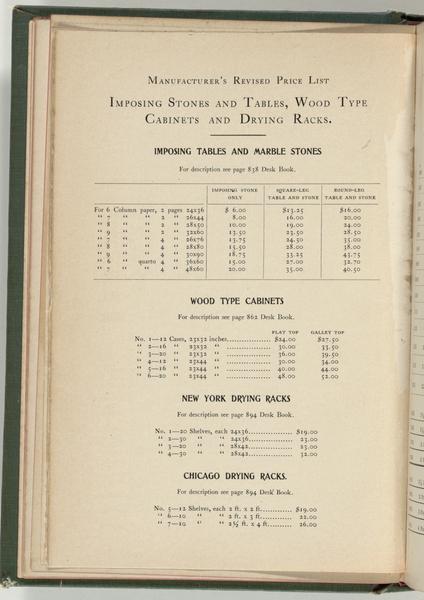 MANUFACTURER'S REVISED PRICE LIST
IMPOSING STONES AND TABLES, WOOD TYPE
CABINETS AND DRYING RACKS.
IMPOSING TABLES AND MARBLE STONES
For description see page 838 Desk Book.
IMPOSING STONE ONLY SQUARE-LEG TABLE AND STONE ROUND-LEG TABLE AND STONE
For 6 Column paper, 2 pages 24x36 $ 6.00 $13.25 $16.00
" 7 " " 2 " 26x44 8.00 16.00 20.00
" 8 " " 2 " 28x50 10.00 19.00 24.00
" 9 " " 2 " 32x60 13.50 23.50 28.50
" 7 " " 4 " 26x76 13.75 24.50 35.00
" 8 " " 4 " 28x80 15.50 28.00 38.00
" 9 " " 4 " 30x90 18.75 33.25 43.75
" 6 " quarto 4 " 36x60 15.00 27.00 32.70
" 7 " " 4 " 48x60 20.00 35.00 40.50
WOOD TYPE CABINETS
For description see page 862 Desk Book.
FLAT TOP GALLEY TOP
No. 1—12 Cases, 23x32 inches.................... $24.00 $27.50
" 2—16 " 23x32 " .................... 30.00 33.50
" 3—20 " 23x32 " .................... 36.00 39.50
" 4—12 " 23x44 " .................... 30.00 34.00
" 5—16 " 23x44 " .................... 40.00 44.00
" 6—20 " 23x44 " .................... 48.00 52.00
NEW YORK DRYING RACKS
For description see page 894 Desk Book.
No. 1—20 Shelves, each 24x36.................... $19.00
" 2—30 " " 24x36.................... 23.00
" 3—20 " " 28x42.................... 25.00
" 4—30 " " 28x42.................... 32.00
CHICAGO DRYING RACKS.
For description see page 894 Desk Book.
No. 5—12 Shelves, each 2 ft. x 2 ft............. $19.00
" 6—10 " " 2 ft. x 3 ft............. 22.00
" 7—10 " " 2½ ft. x 4 ft............. 26.00